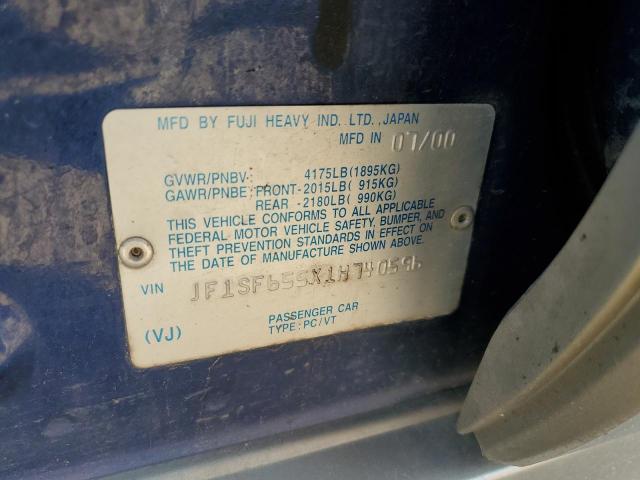 MFD BY FUJI HEAVY IND. LTD., JAPAN
MFD IN 07/00
GVWR/PNBV- 4175LB(1895KG)
GAWR/PNBE:FRONT-2015LB( 915KG)
REAR -2180LB( 990KG)
THIS VEHICLE CONFORMS TO ALL APPLICABLE
FEDERAL MOTOR VEHICLE SAFETY, BUMPER, AND
THEFT PREVENTION STANDARDS IN EFFECT ON THE
DATE OF MANUFACTURE SHOWN ABOVE.
VIN JF1SF655X1H740596
PASSENGER CAR
(VJ) TYPE:PC/VT